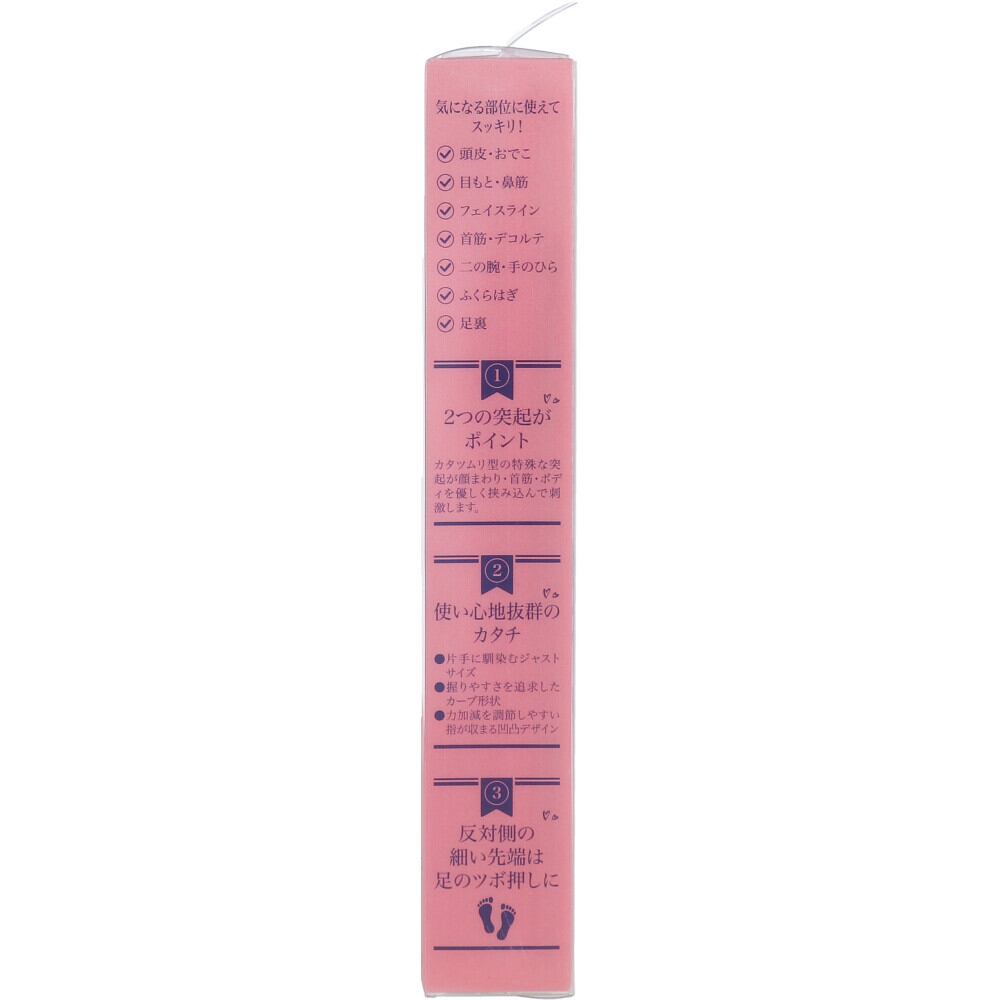 気になる部位に使えて
スッキリ!
頭皮・おでこ
目もと・鼻筋
フェイスライン
首筋・デコルテ
二の腕・手のひら
ふくらはぎ
足裏
1
2つの突起が
ポイント
カタツムリ型の特殊な突
起が顔まわり・首筋・ボデ
ィを優しく挟み込んで刺
激します。
2
使い心地抜群の
カタチ
●片手に馴染むジャスト
サイズ
●握りやすさを追求した
カーブ形状
●力加減を調節しやすい
指が収まる凹凸デザイン
3
反対側の
細い先端は
足のツボ押しに